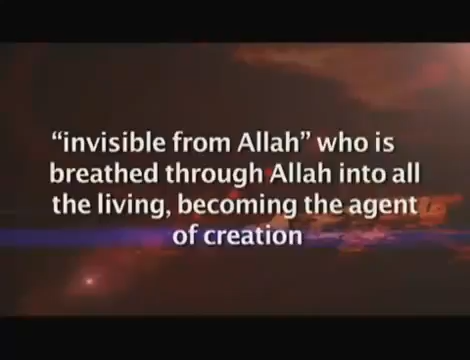 “invisible from Allah” who is
breathed through Allah into all
the living, becoming the agent
of creation